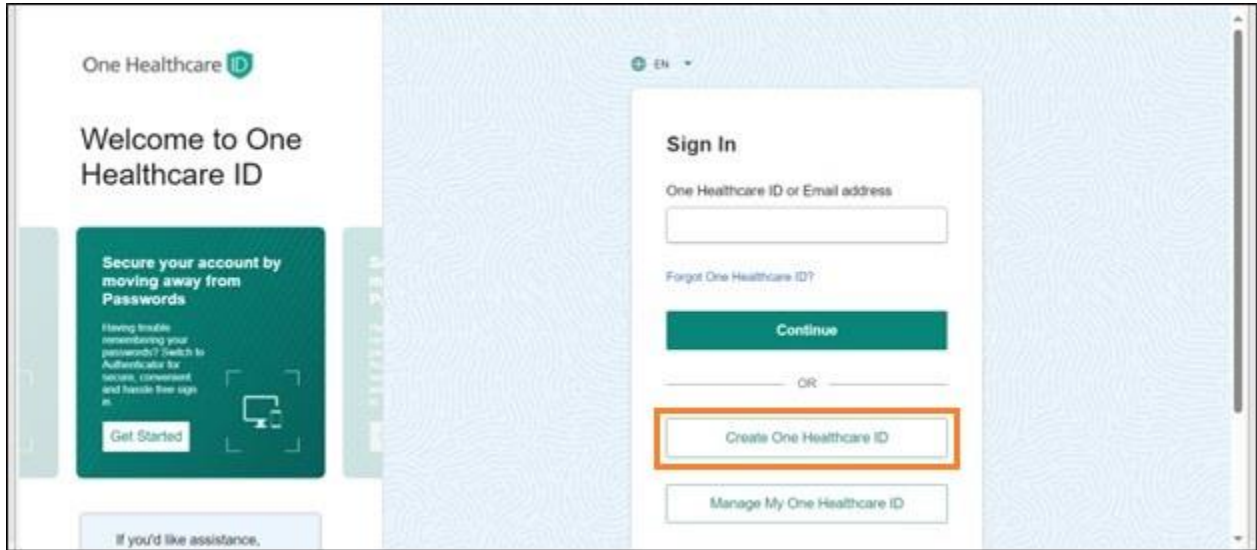 One Healthcare ID
Welcome to One
Healthcare ID
Secure your account by
moving away from
Passwords
Having trouble
remembering your
passwords? Switch to
Authenticator for
secure, convenient
and hassle free sign
in.
Get Started
If you'd like assistance,
EN
Sign In
One Healthcare ID or Email address
Forgot One Healthcare ID?
Continue
OR
Create One Healthcare ID
Manage My One Healthcare ID